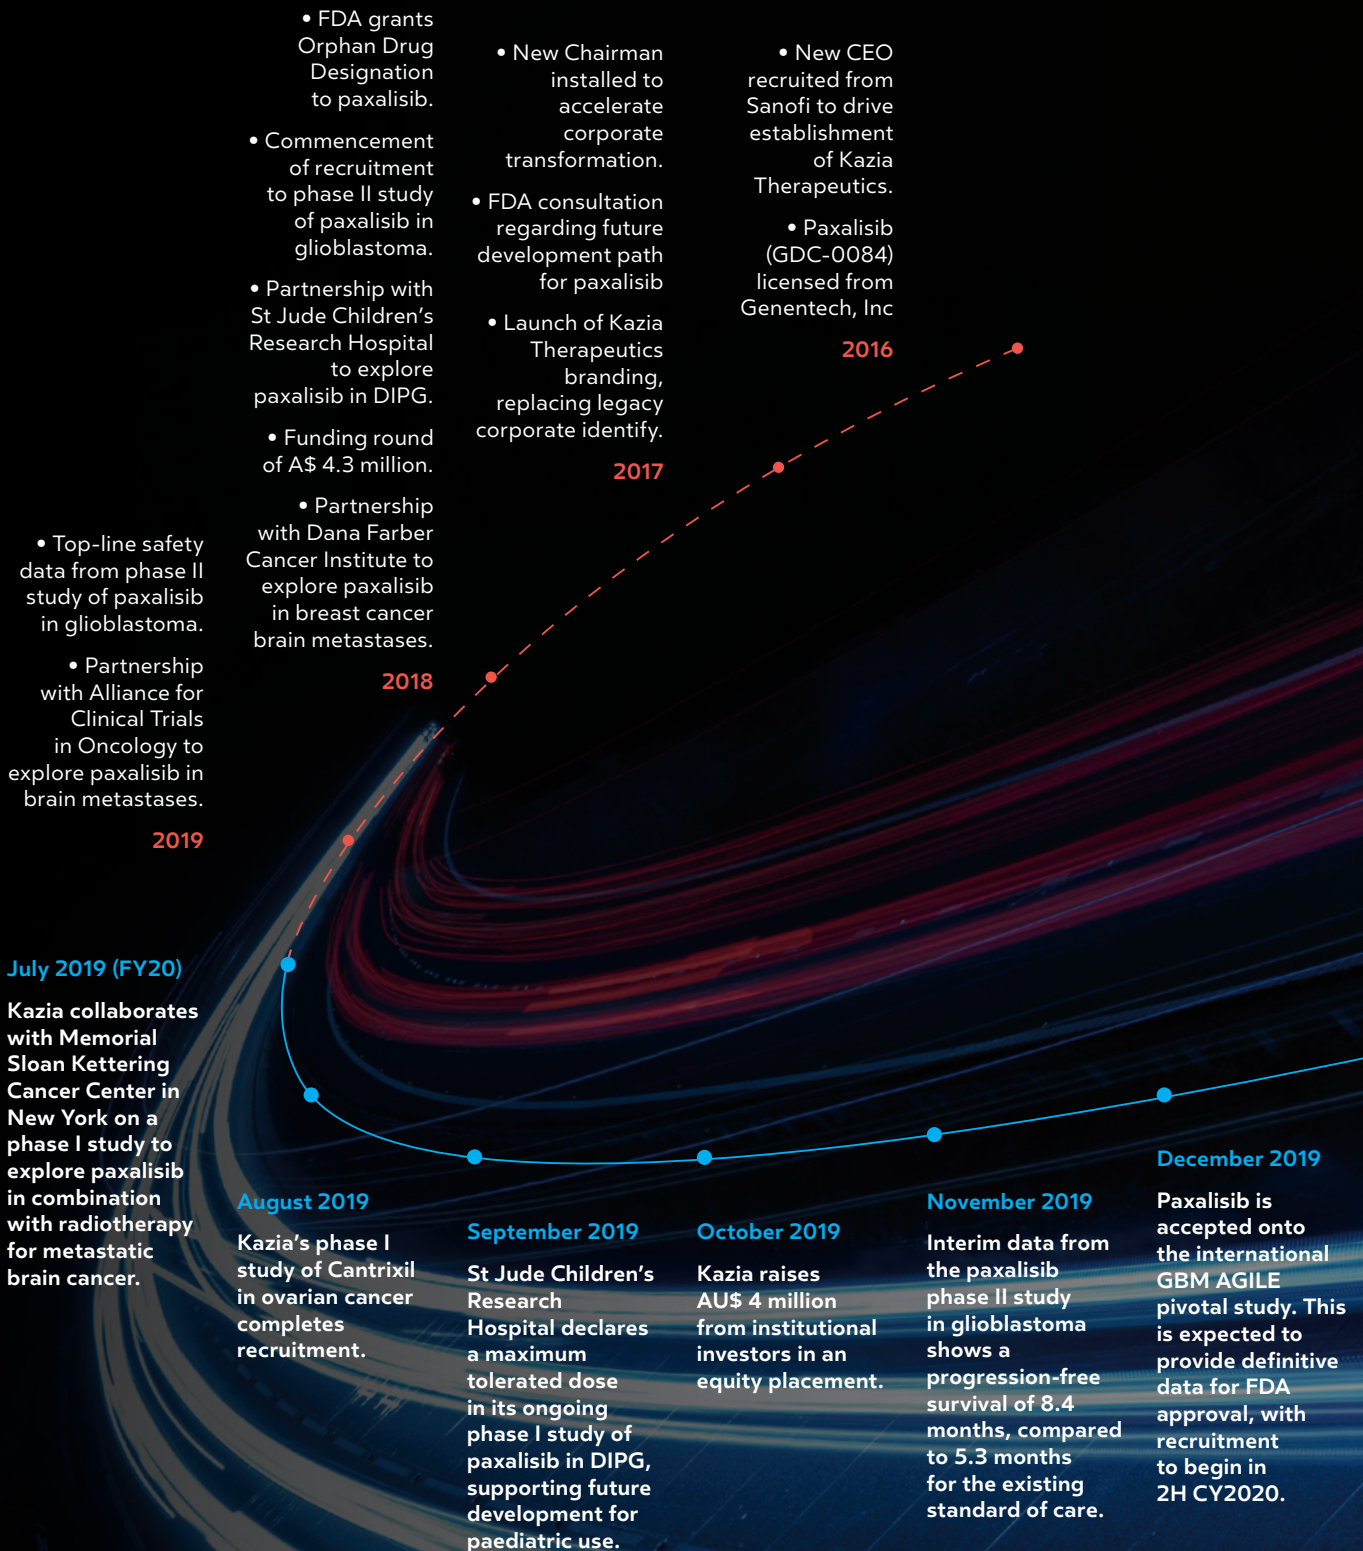 • FDA grants
Orphan Drug
Designation
to paxalisib.
• Commencement
of recruitment
to phase II study
of paxalisib in
glioblastoma.
• Partnership with
St Jude Children’s
Research Hospital
to explore
paxalisib in DIPG.
• Funding round
of A$ 4.3 million.
• Partnership
with Dana Farber
Cancer Institute to
explore paxalisib
in breast cancer
brain metastases.
2018
• New Chairman
installed to
accelerate
corporate
transformation.
• FDA consultation
regarding future
development path
for paxalisib
• Launch of Kazia
Therapeutics
branding,
replacing legacy
corporate identify.
2017
• New CEO
recruited from
Sanofi to drive
establishment
of Kazia
Therapeutics.
• Paxalisib
(GDC-0084)
licensed from
Genentech, Inc
2016
• Top-line safety
data from phase II
study of paxalisib
in glioblastoma.
• Partnership
with Alliance for
Clinical Trials
in Oncology to
explore paxalisib in
brain metastases.
2019
July 2019 (FY20)
Kazia collaborates
with Memorial
Sloan Kettering
Cancer Center in
New York on a
phase I study to
explore paxalisib
in combination
with radiotherapy
for metastatic
brain cancer.
August 2019
Kazia’s phase I
study of Cantrixil
in ovarian cancer
completes
recruitment.
September 2019
St Jude Children’s
Research
Hospital declares
a maximum
tolerated dose
in its ongoing
phase I study of
paxalisib in DIPG,
supporting future
development for
paediatric use.
October 2019
Kazia raises
AU$ 4 million
from institutional
investors in an
equity placement.
November 2019
Interim data from
the paxalisib
phase II study
in glioblastoma
shows a
progression-free
survival of 8.4
months, compared
to 5.3 months
for the existing
standard of care.
December 2019
Paxalisib is
accepted onto
the international
GBM AGILE
pivotal study. This
is expected to
provide definitive
data for FDA
approval, with
recruitment
to begin in
2H CY2020.